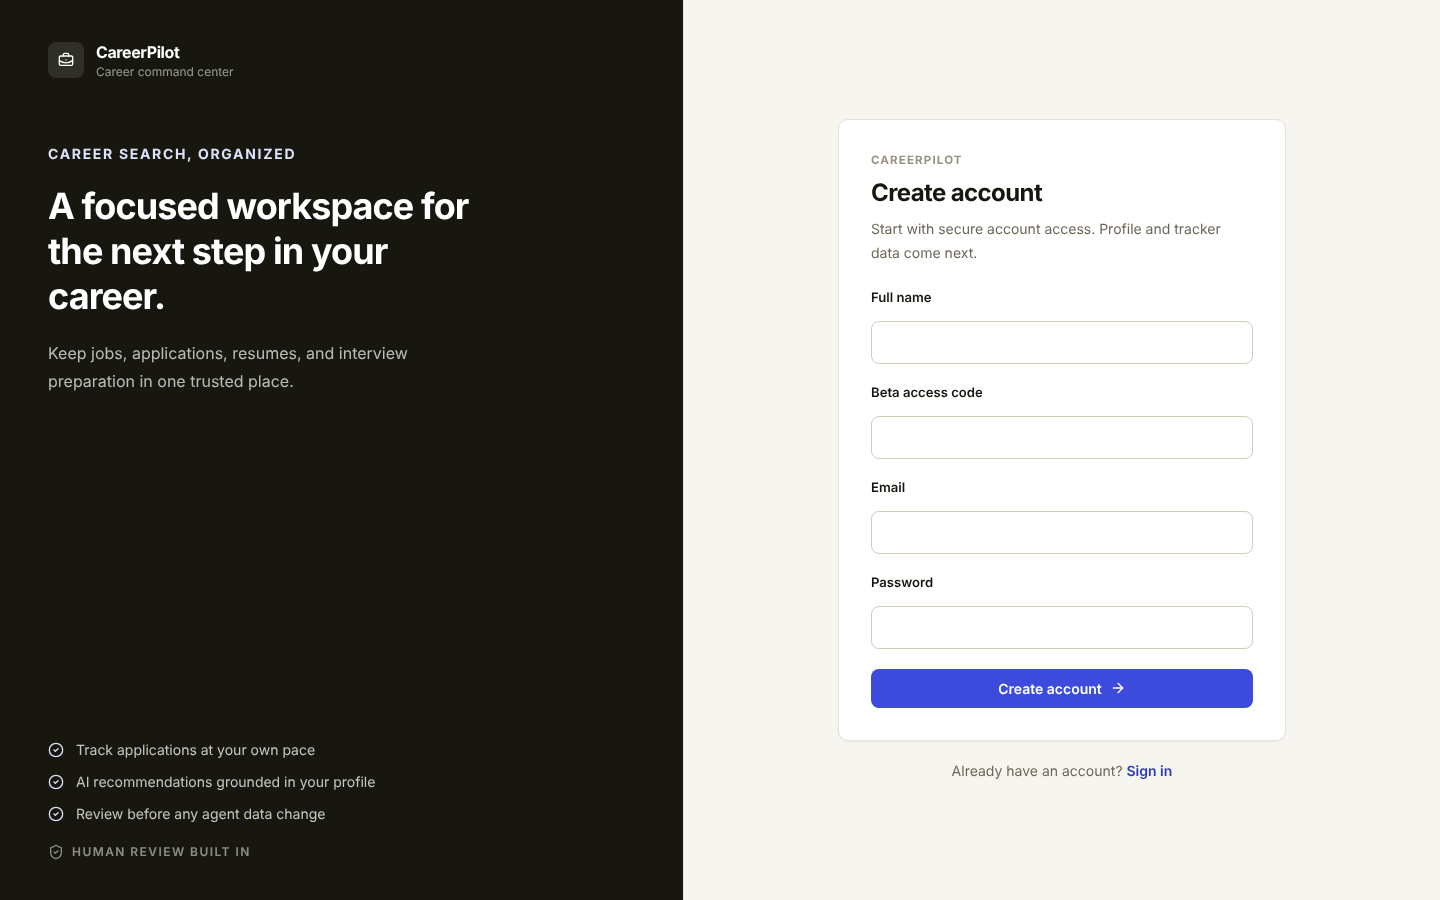 CareerPilot
Career command center
CAREER SEARCH, ORGANIZED
A focused workspace for
the next step in your
career.
Keep jobs, applications, resumes, and interview
preparation in one trusted place.
Track applications at your own pace
AI recommendations grounded in your profile
Review before any agent data change
HUMAN REVIEW BUILT IN
CAREERPILOT
Create account
Start with secure account access. Profile and tracker
data come next.
Full name
Beta access code
Email
Password
Create account
Already have an account? Sign in